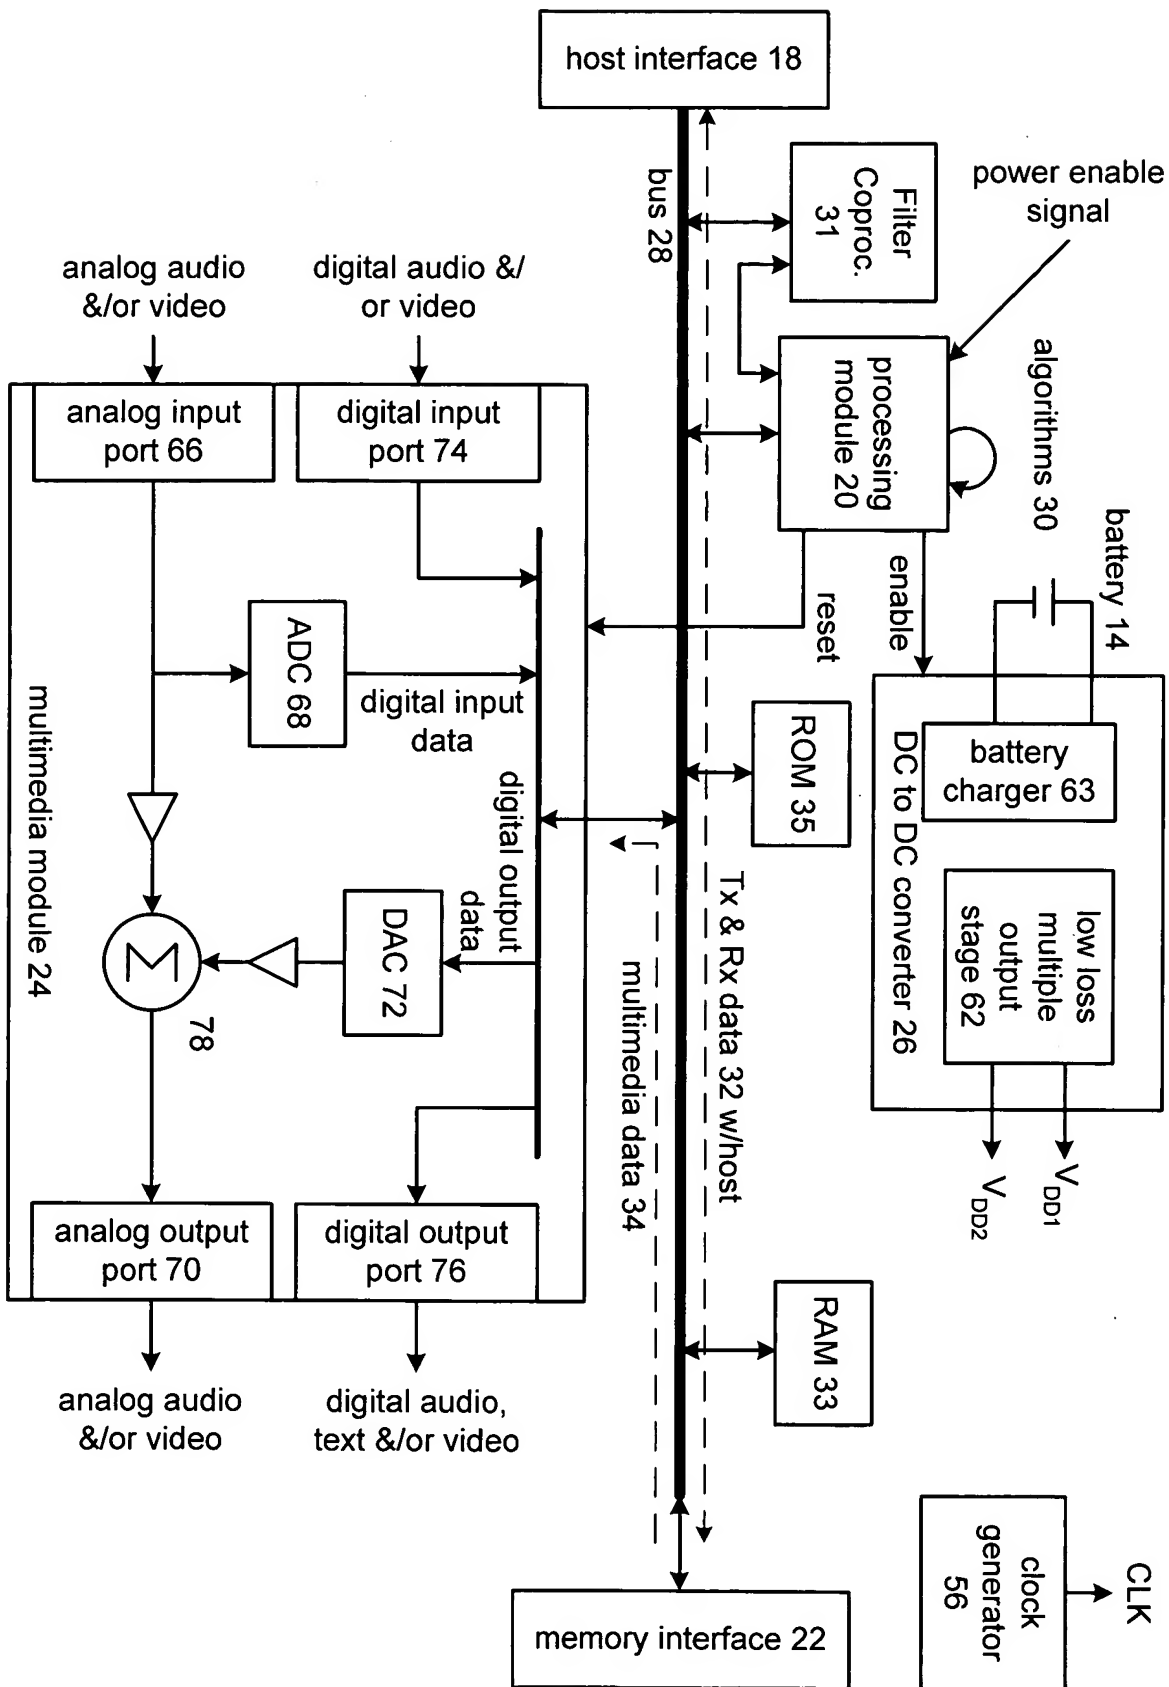 host interface 18
bus 28
Filter
Coproc.
31
power enable
signal
analog audio
&/or video
digital audio &/
or video
processing
module 20
algorithms 30
battery 14
analog input
port 66
digital input
port 74
enable
reset
ADC 68
digital input
data
ROM 35
battery
charger 63
DC to DC converter 26
low loss
multiple
output
stage 62
multimedia module 24
digital output
data
DAC 72
Σ
78
Tx & Rx data 32 w/host
multimedia data 34
VDD1
VDD2
analog output
port 70
digital output
port 76
RAM 33
analog audio
&/or video
digital audio,
text &/or video
clock
generator
56
CLK
memory interface 22